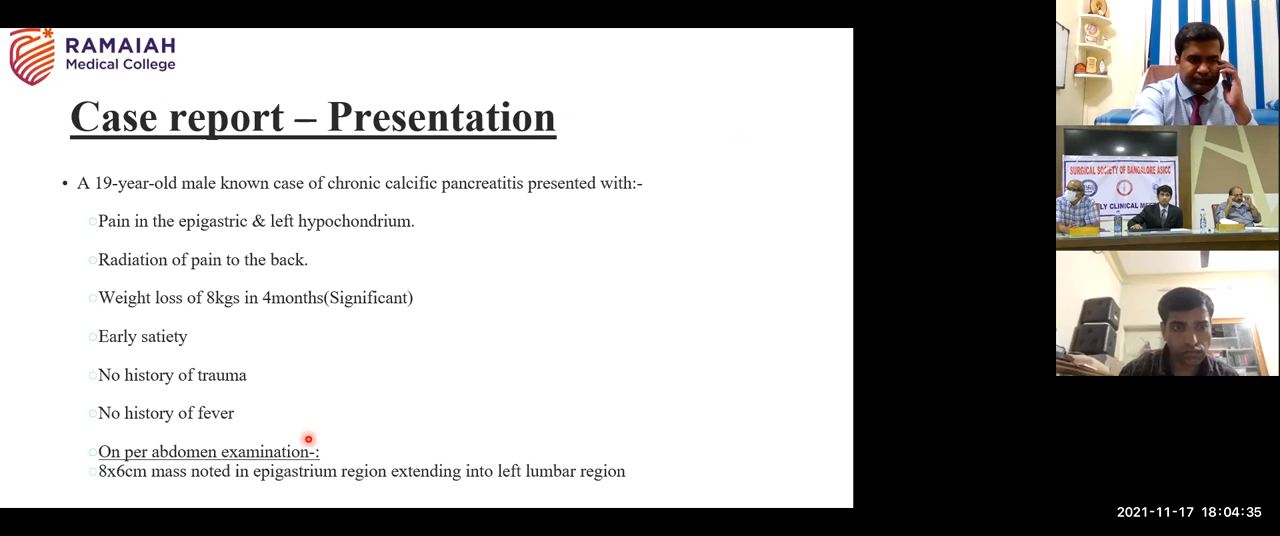 RAMAIAH
Medical College
Case report – Presentation
• A 19-year-old male known case of chronic calcific pancreatitis presented with:-
○Pain in the epigastric & left hypochondrium.
○Radiation of pain to the back.
○Weight loss of 8kgs in 4months(Significant)
○Early satiety
○No history of trauma
○No history of fever
○On per abdomen examination-:
○8x6cm mass noted in epigastrium region extending into left lumbar region
SURGICAL SOCIETY OF BANGALORE ASICC
CLINICAL
2021-11-17 18:04:35